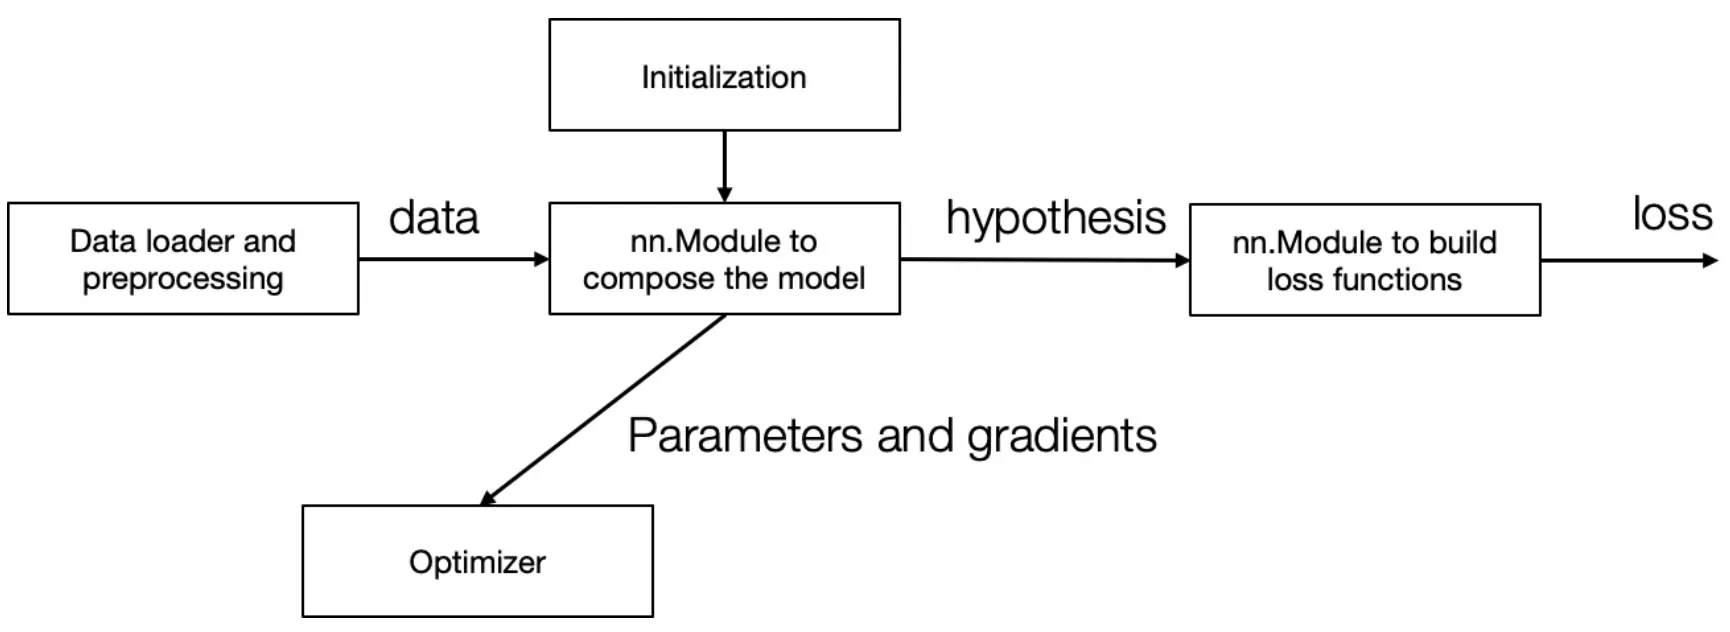 Initialization
Data loader and
preprocessing
data
nn.Module to
compose the model
hypothesis
nn.Module to build
loss functions
loss
Parameters and gradients
Optimizer